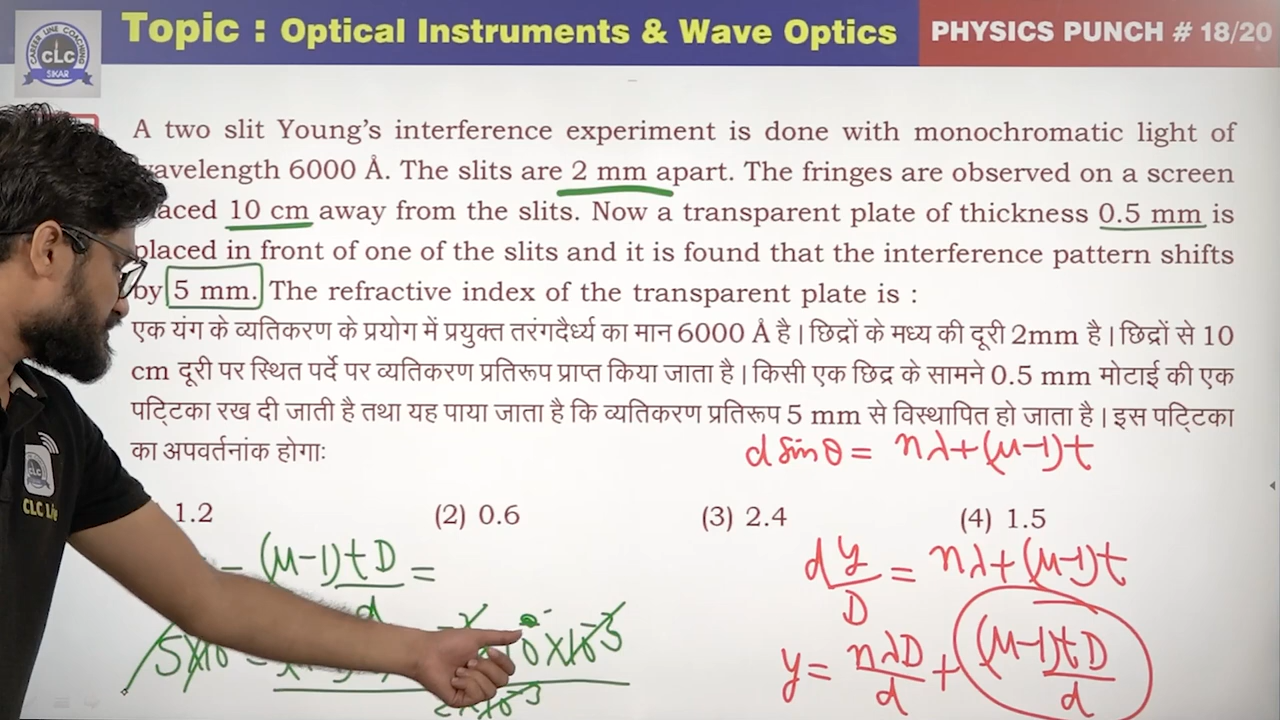 Topic : Optical Instruments & Wave Optics
PHYSICS PUNCH # 18/20
CAREER LINE COACHING
CLC
SIKAR
A two slit Young's interference experiment is done with monochromatic light of
wavelength 6000 Å. The slits are 2 mm apart. The fringes are observed on a screen
placed 10 cm away from the slits. Now a transparent plate of thickness 0.5 mm is
placed in front of one of the slits and it is found that the interference pattern shifts
by 5 mm. The refractive index of the transparent plate is :
एक यंग के व्यतिकरण के प्रयोग में प्रयुक्त तरंगदैर्ध्य का मान 6000 Å है। छिद्रों के मध्य की दूरी 2mm है। छिद्रों से 10
cm दूरी पर स्थित पर्दे पर व्यतिकरण प्रतिरूप प्राप्त किया जाता है। किसी एक छिद्र के सामने 0.5 mm मोटाई की एक
पट्टिका रख दी जाती है तथा यह पाया जाता है कि व्यतिकरण प्रतिरूप 5 mm से विस्थापित हो जाता है। इस पट्टिका
का अपवर्तनांक होगाः
d sin θ = nλ+(μ-1)t
1.2
(2) 0.6
(3) 2.4
(4) 1.5
(μ-1)tD/d =
dy/D = nλ+(μ-1)t
y = nλD/d + (μ-1)tD/d
CLC